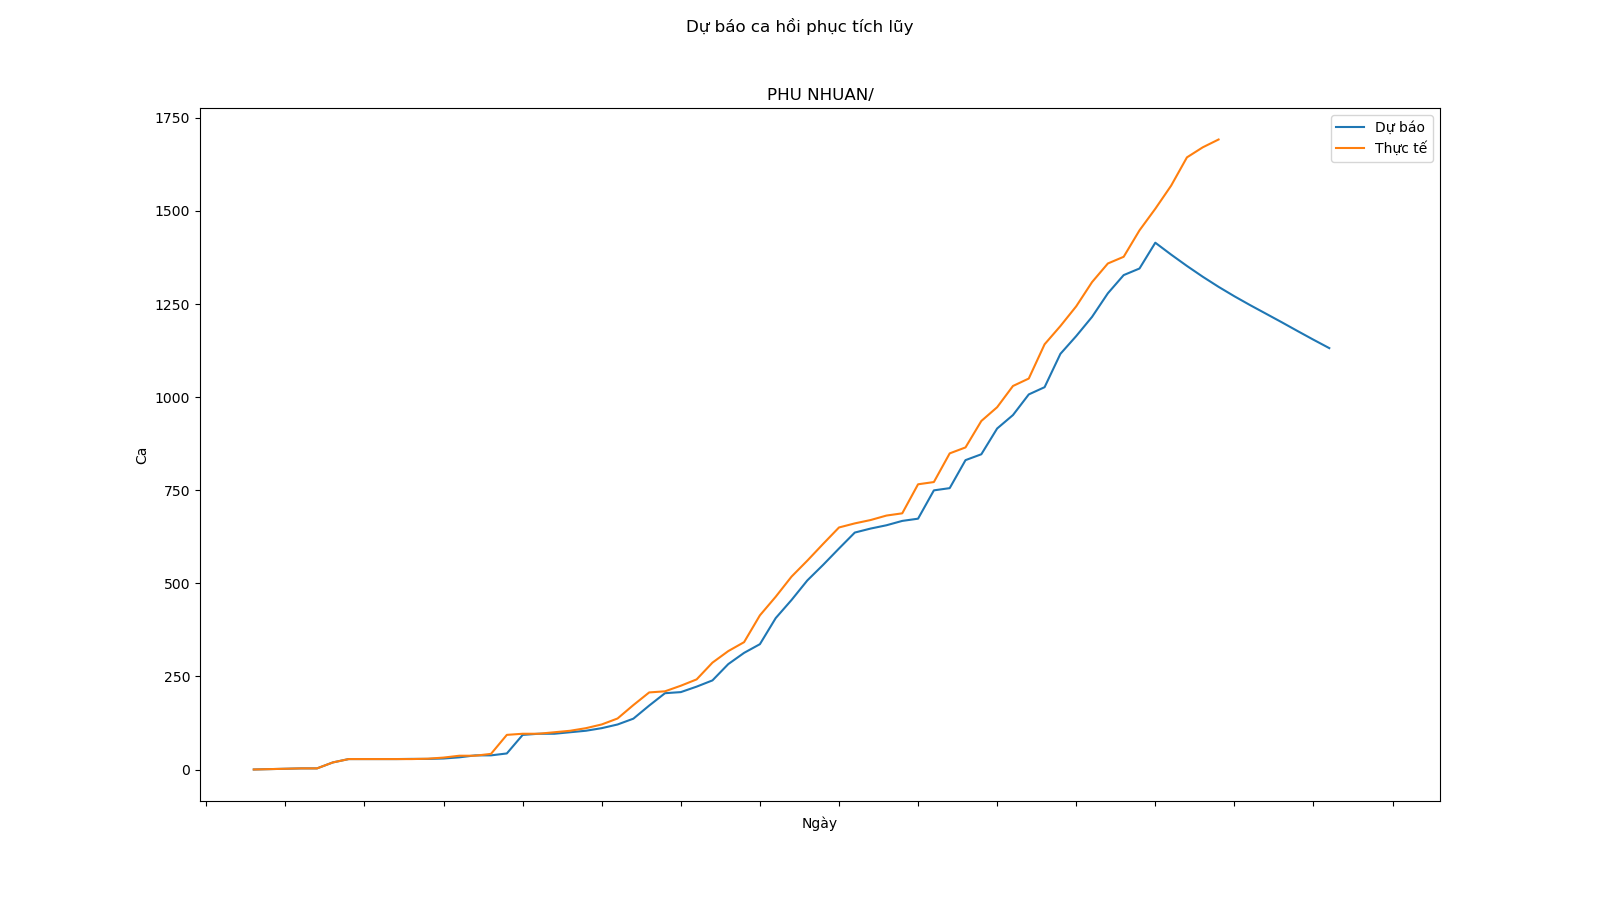 Dự báo ca hồi phục tích lũy
PHU NHUAN/
1750
1500
1250
1000
750
500
250
0
Ca
Ngày
Dự báo
Thực tế